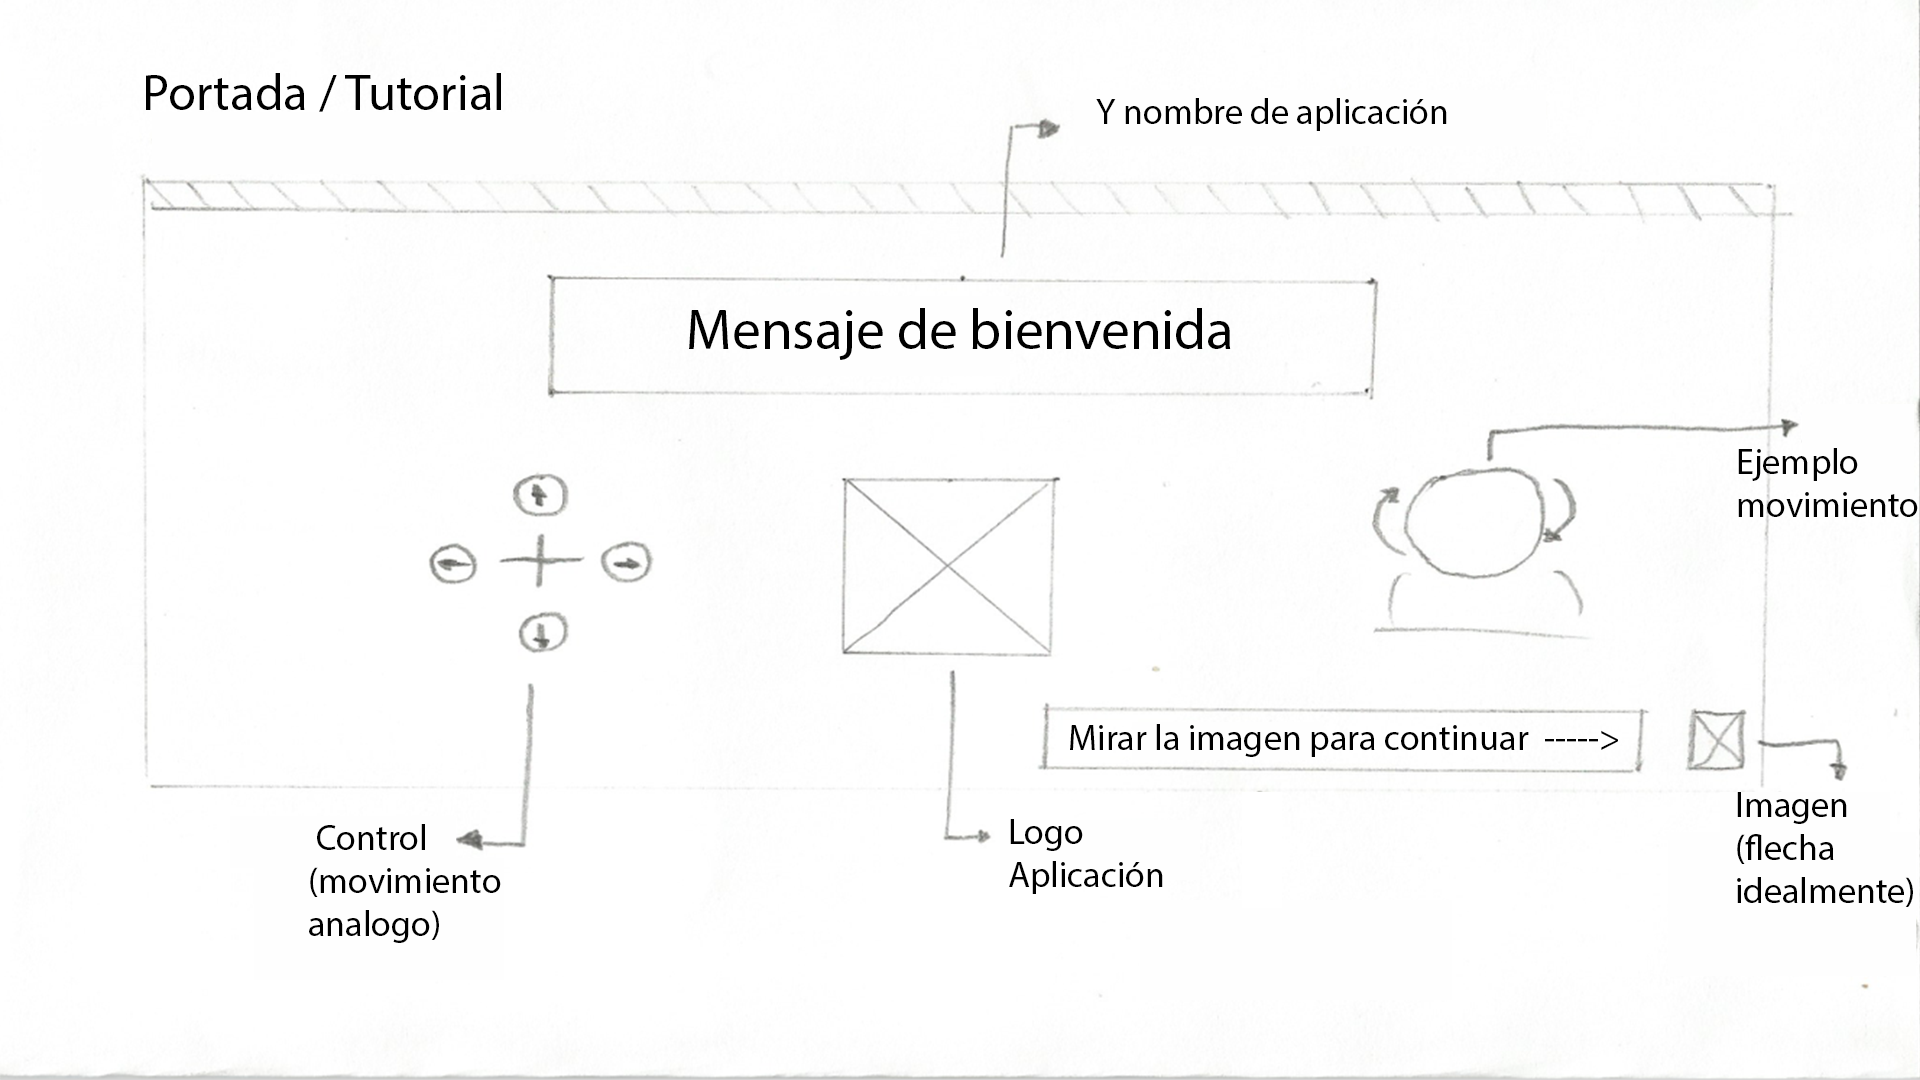 Portada / Tutorial
Y nombre de aplicación
Mensaje de bienvenida
Ejemplo
movimiento
Mirar la imagen para continuar ----->
Imagen
(flecha
idealmente)
Control
(movimiento
analogo)
Logo
Aplicación